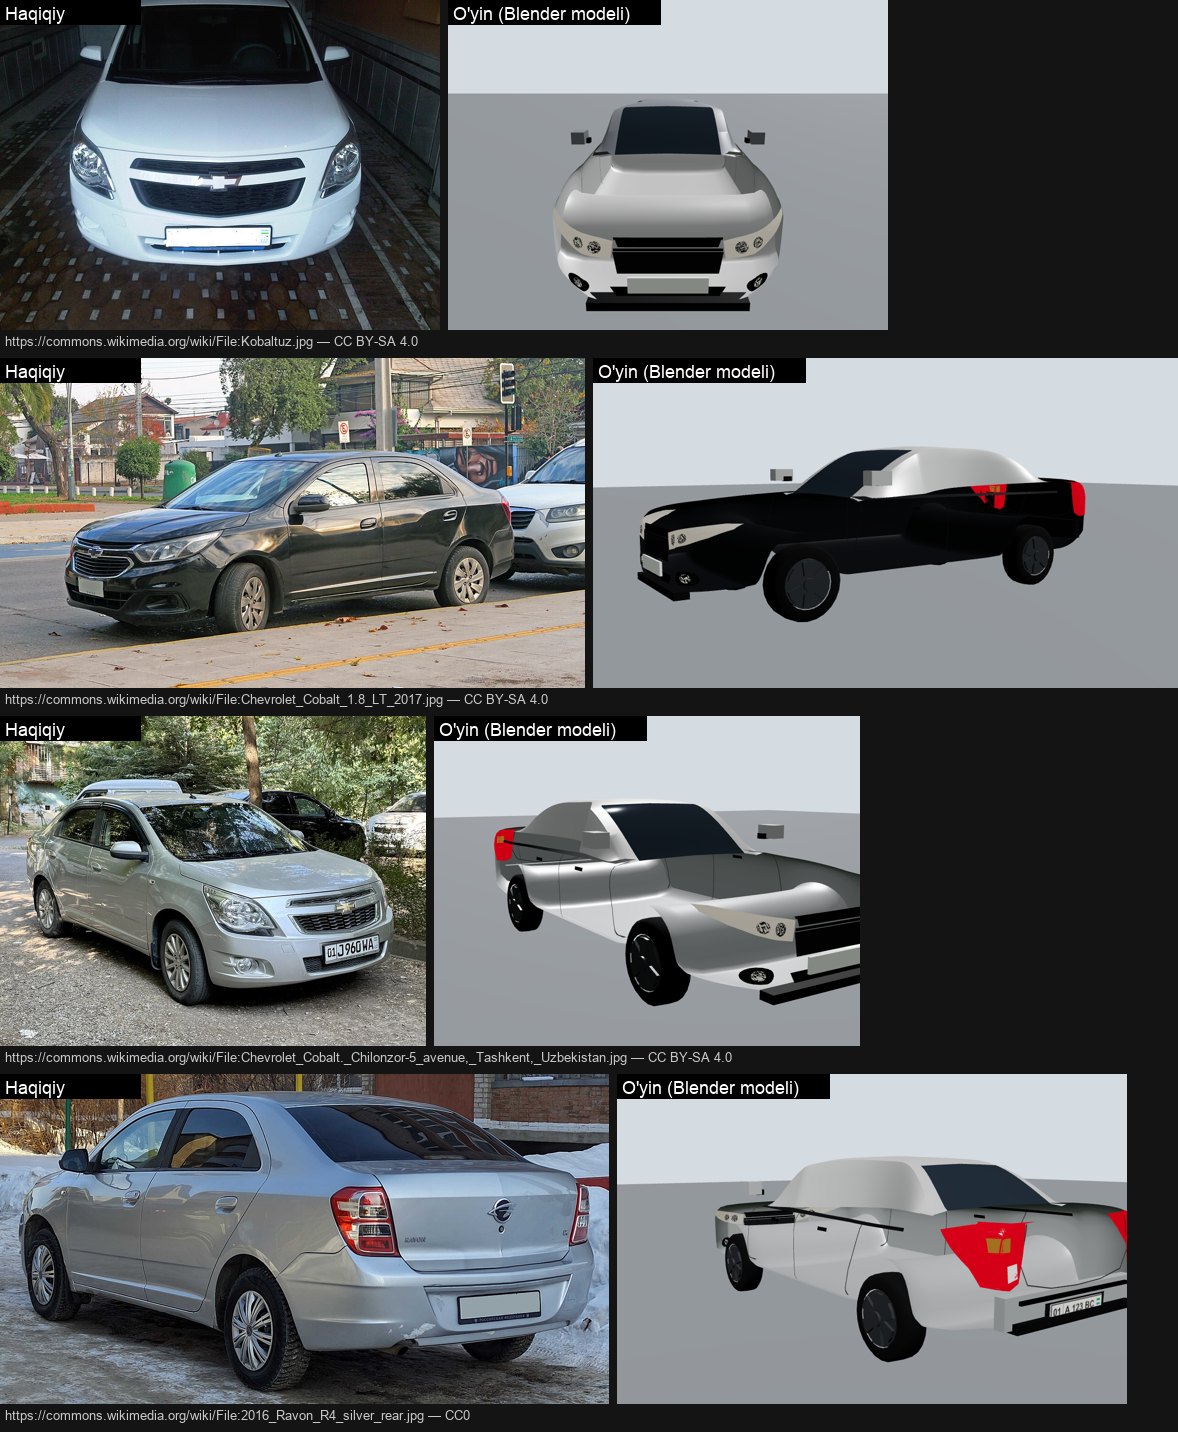 Haqiqiy
O'yin (Blender modeli)
https://commons.wikimedia.org/wiki/File:Kobaltuz.jpg — CC BY-SA 4.0
Haqiqiy
O'yin (Blender modeli)
https://commons.wikimedia.org/wiki/File:Chevrolet_Cobalt_1.8_LT_2017.jpg — CC BY-SA 4.0
Haqiqiy
O'yin (Blender modeli)
01 J960WA
https://commons.wikimedia.org/wiki/File:Chevrolet_Cobalt._Chilonzor-5_avenue,_Tashkent,_Uzbekistan.jpg — CC BY-SA 4.0
Haqiqiy
O'yin (Blender modeli)
01 A 123 BC
https://commons.wikimedia.org/wiki/File:2016_Ravon_R4_silver_rear.jpg — CC0